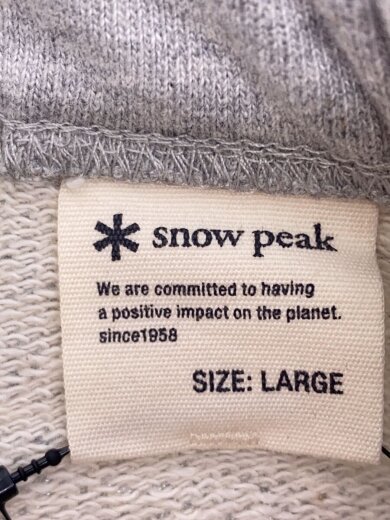 snow peak
We are committed to having
a positive impact on the planet.
since1958
SIZE: LARGE